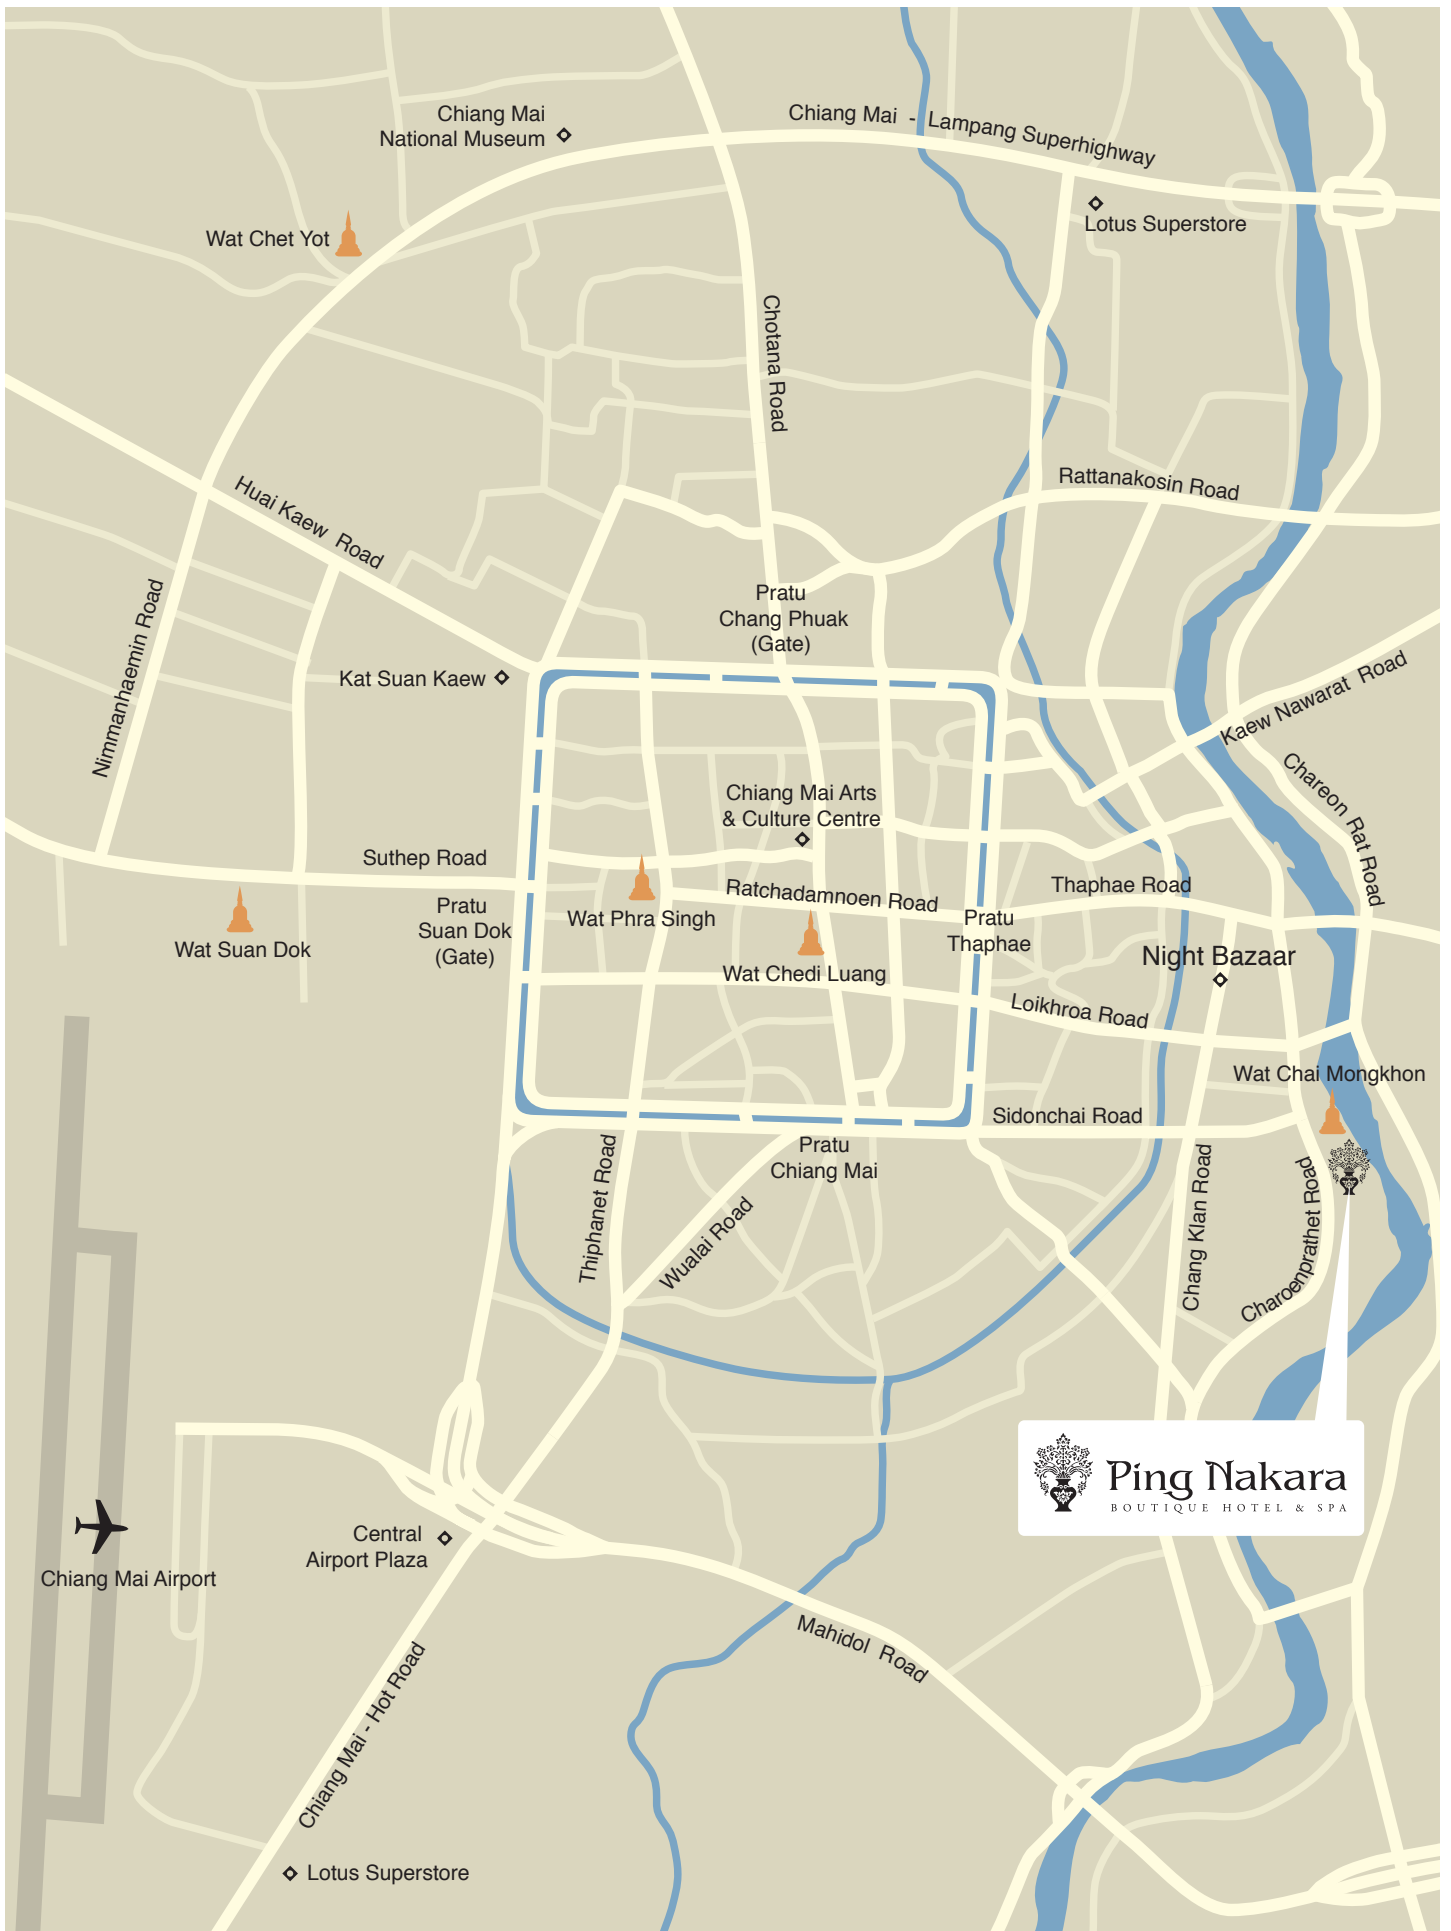 Chiang Mai
National Museum
Chiang Mai - Lampang Superhighway
Lotus Superstore
Wat Chet Yot
Chotana Road
Rattanakosin Road
Huai Kaew Road
Nimmanhaemin Road
Pratu
Chang Phuak
(Gate)
Kat Suan Kaew
Kaew Nawarat Road
Chareon Rat Road
Chiang Mai Arts
& Culture Centre
Suthep Road
Ratchadamnoen Road
Thaphae Road
Pratu
Suan Dok
(Gate)
Wat Phra Singh
Pratu
Thaphae
Wat Suan Dok
Wat Chedi Luang
Night Bazaar
Loikhroa Road
Wat Chai Mongkhon
Sidonchai Road
Pratu
Chiang Mai
Thiphanet Road
Wualai Road
Chang Klan Road
Charoenprathet Road
Ping Nakara
BOUTIQUE HOTEL & SPA
Central
Airport Plaza
Chiang Mai Airport
Mahidol Road
Chiang Mai - Hot Road
Lotus Superstore